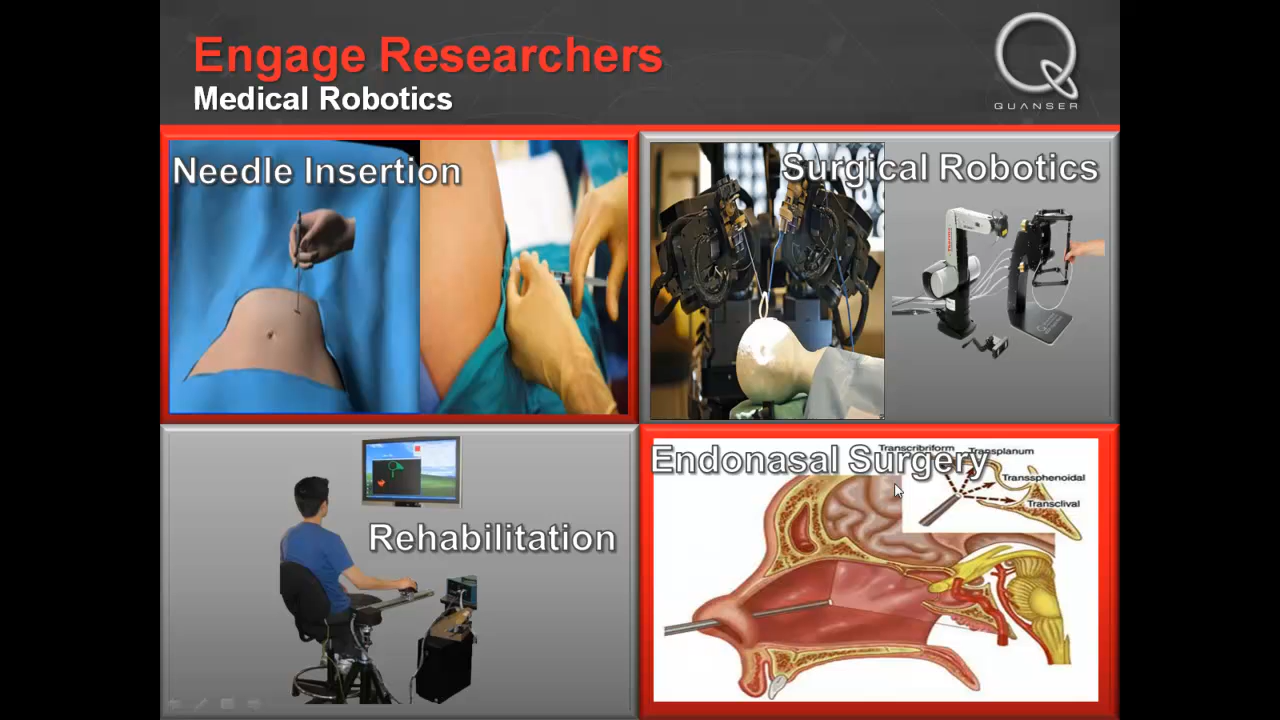 Engage Researchers
Medical Robotics
QUANSER
Needle Insertion
Surgical Robotics
Rehabilitation
Endonasal Surgery
Transcribriform
Transplanum
Transsphenoidal
Transclival